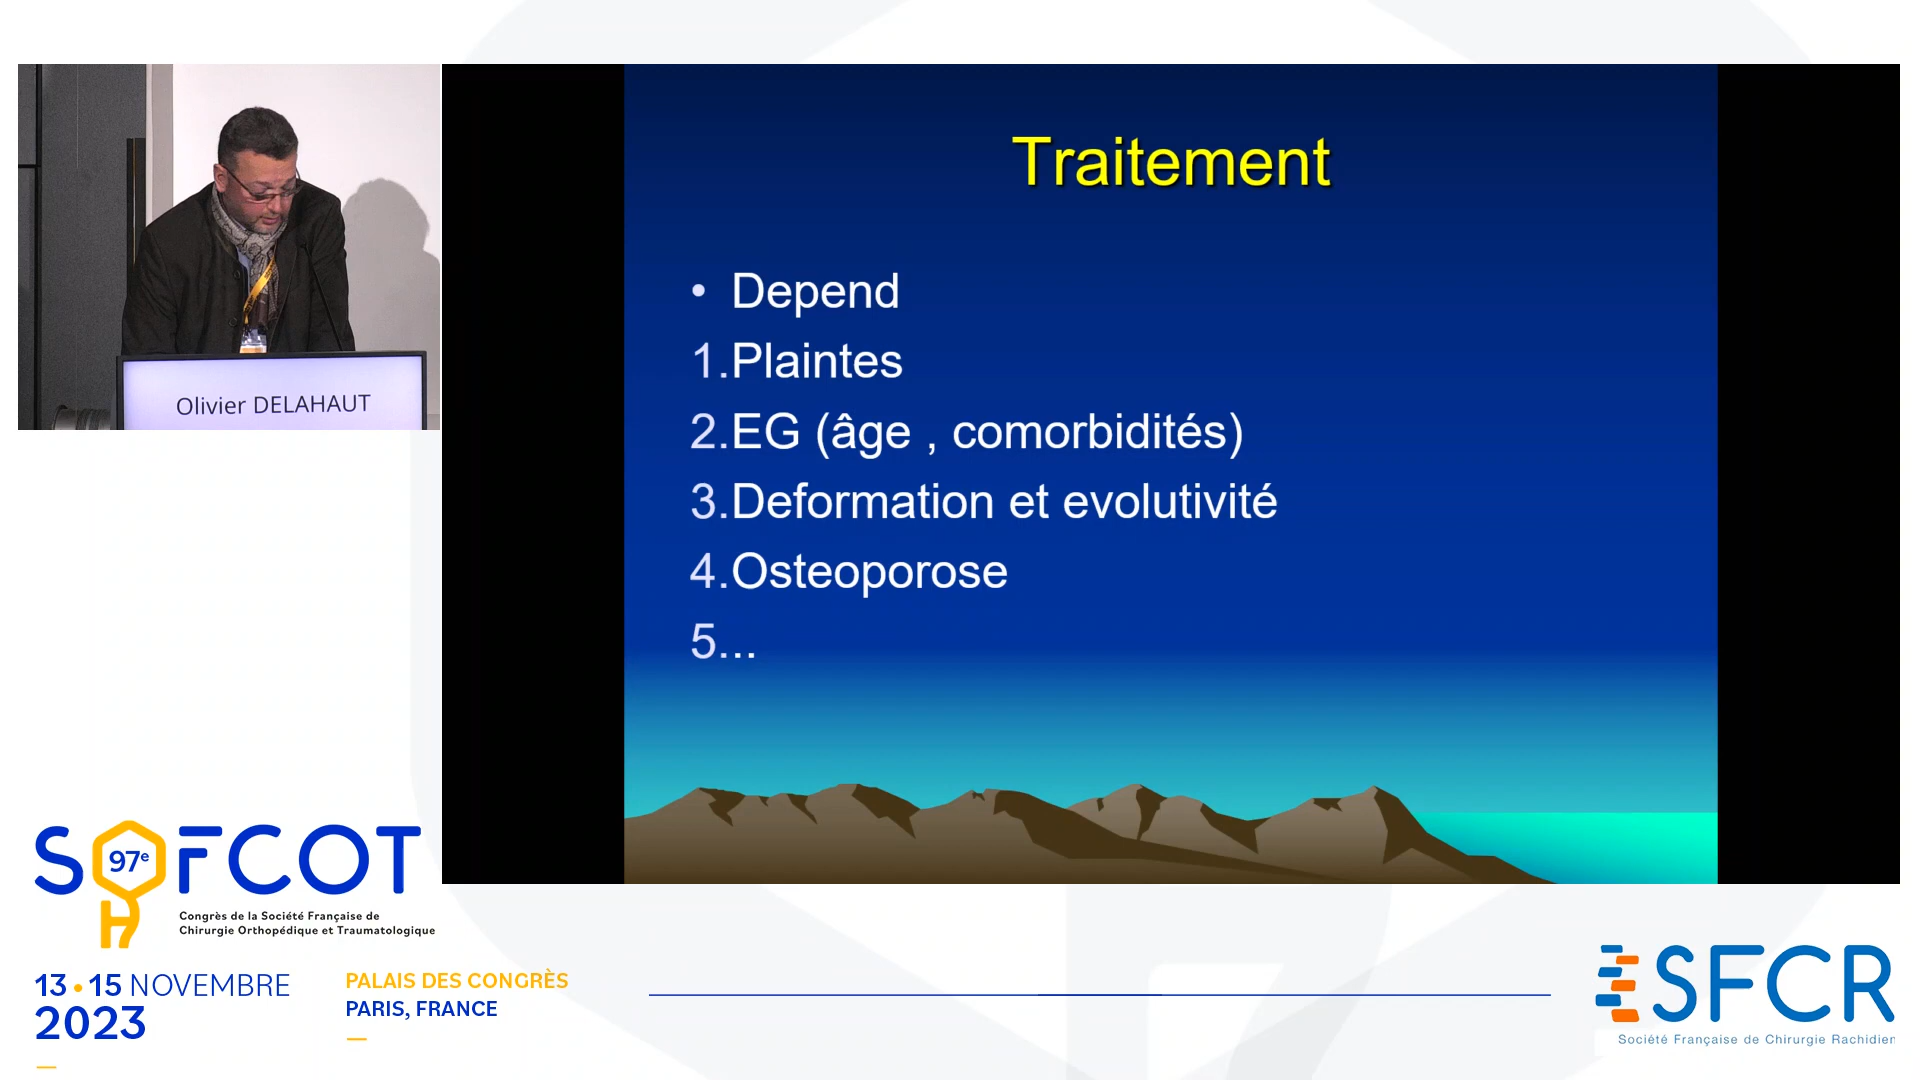 Olivier DELAHAUT
Traitement
• Depend
1.Plaintes
2.EG (âge , comorbidités)
3.Deformation et evolutivité
4.Osteoporose
5...
SOFCOT
97e
Congrès de la Société Française de
Chirurgie Orthopédique et Traumatologique
13•15 NOVEMBRE
2023
PALAIS DES CONGRÈS
PARIS, FRANCE
SFCR
Société Française de Chirurgie Rachidien